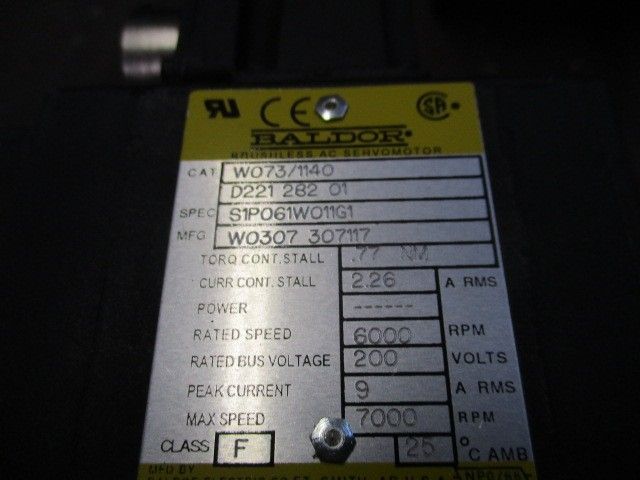 CE
BALDOR
BRUSHLESS AC SERVOMOTOR
CAT W073/1140
D221 282 01
SPEC S1P061W011G1
MFG W0307 307117
TORQ CONT. STALL .77 NM
CURR CONT. STALL 2.26 A RMS
POWER ------
RATED SPEED 6000 RPM
RATED BUS VOLTAGE 200 VOLTS
PEAK CURRENT 9 A RMS
MAX SPEED 7000 RPM
CLASS F 25 °C AMB
MFD BY